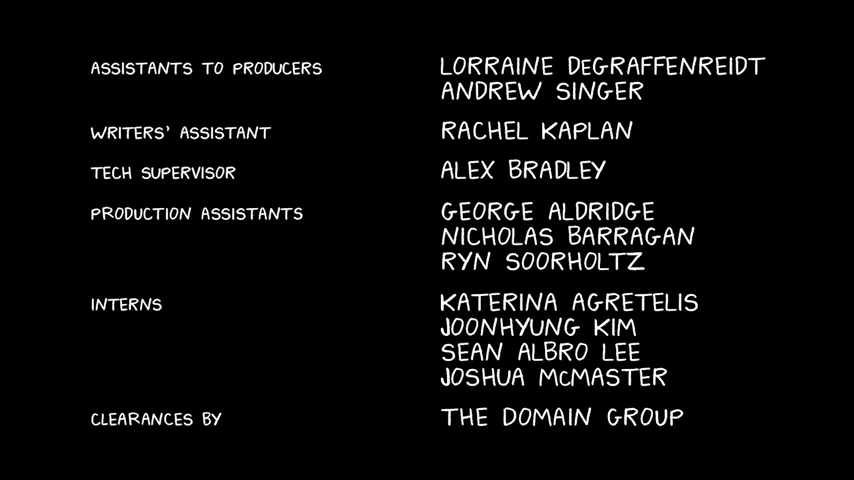 ASSISTANTS TO PRODUCERS LORRAINE DeGRAFFENREIDT
ANDREW SINGER
WRITERS' ASSISTANT RACHEL KAPLAN
TECH SUPERVISOR ALEX BRADLEY
PRODUCTION ASSISTANTS GEORGE ALDRIDGE
NICHOLAS BARRAGAN
RYN SOORHOLTZ
INTERNS KATERINA AGRETELIS
JOONHYUNG KIM
SEAN ALBRO LEE
JOSHUA McMASTER
CLEARANCES BY THE DOMAIN GROUP